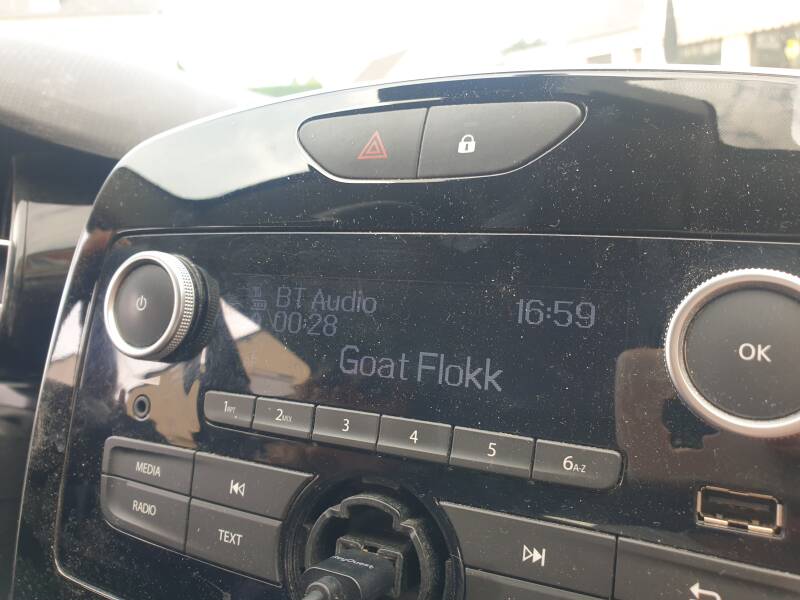 BT Audio
00:28
16:59
Goat Flokk
OK
1RPT
2MIX
3
4
5
6A-Z
MEDIA
RADIO
TEXT